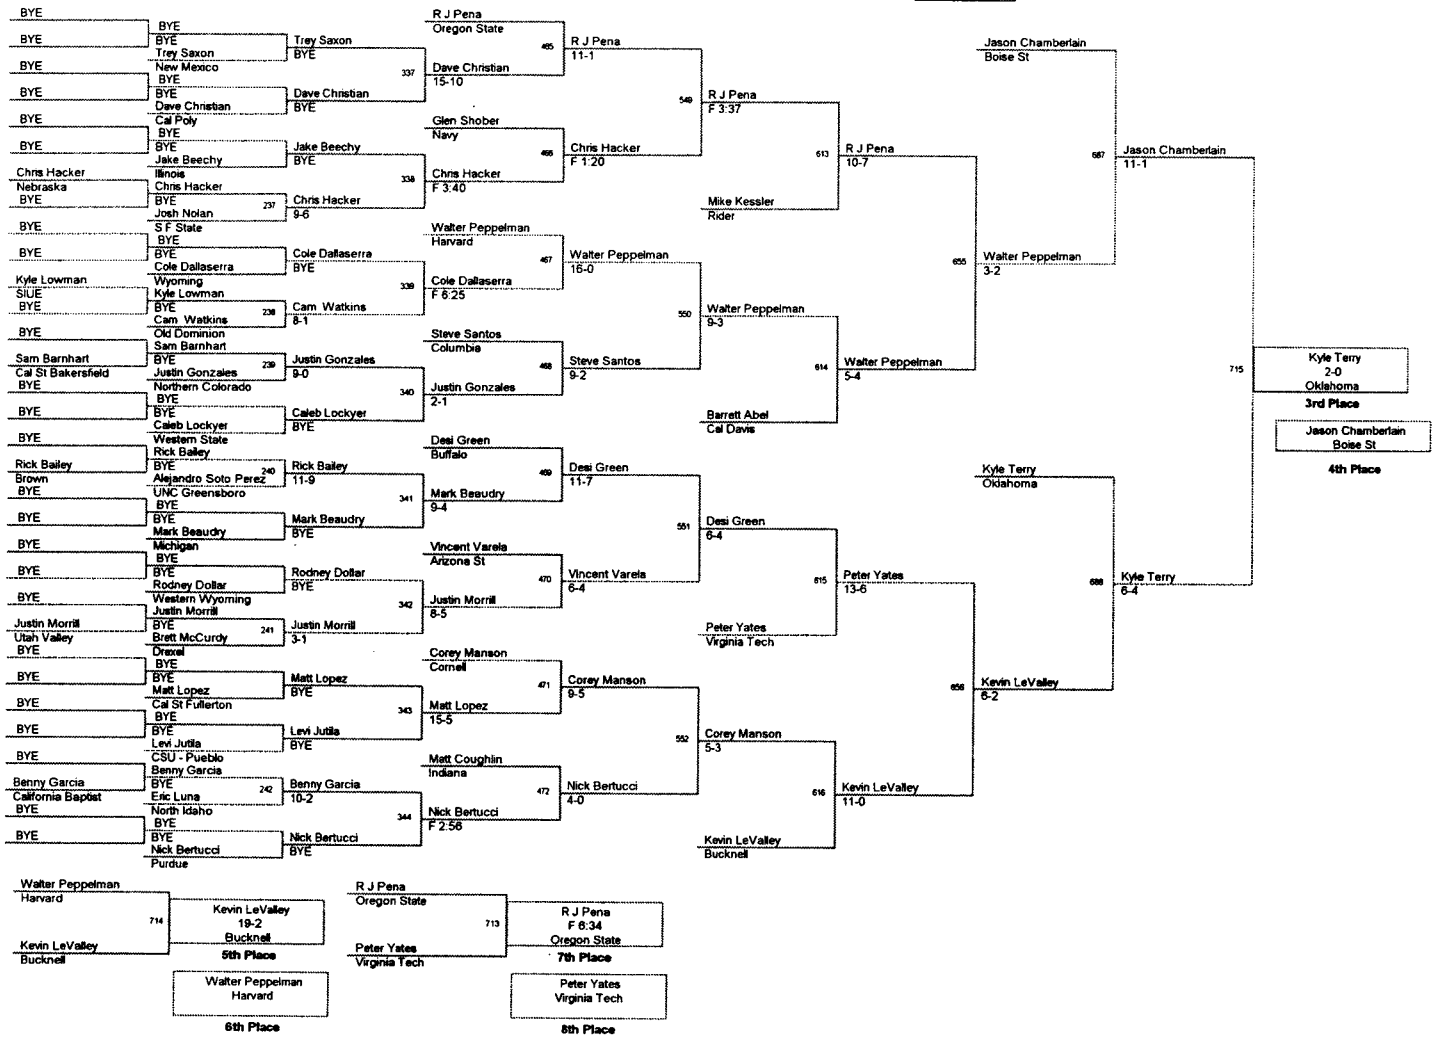 BYE
BYE
BYE
BYE
BYE
BYE
Chris Hacker
Nebraska
BYE
BYE
BYE
Kyle Lowman
SIUE
BYE
BYE
Sam Barnhart
Cal St Bakersfield
BYE
BYE
BYE
Rick Bailey
Brown
BYE
BYE
BYE
BYE
BYE
Justin Morrill
Utah Valley
BYE
BYE
BYE
BYE
BYE
Benny Garcia
California Baptist
BYE
BYE
BYE
BYE
Trey Saxon
New Mexico
BYE
BYE
Dave Christian
Cal Poly
BYE
BYE
Jake Beechy
Illinois
Chris Hacker
BYE
237
Josh Nolan
S F State
BYE
BYE
Cole Dallaserra
Wyoming
Kyle Lowman
BYE
238
Cam Watkins
Old Dominion
Sam Barnhart
BYE
239
Justin Gonzales
Northern Colorado
BYE
BYE
Caleb Lockyer
Western State
Rick Bailey
BYE
240
Alejandro Soto Perez
UNC Greensboro
BYE
BYE
Mark Beaudry
Michigan
BYE
BYE
Rodney Dollar
Western Wyoming
Justin Morrill
BYE
241
Brett McCurdy
Drexel
BYE
BYE
Matt Lopez
Cal St Fullerton
BYE
BYE
Levi Jutila
CSU - Pueblo
Benny Garcia
BYE
242
Eric Luna
North Idaho
BYE
BYE
Nick Bertucci
Purdue
Trey Saxon
BYE
337
Dave Christian
BYE
Jake Beechy
BYE
338
Chris Hacker
9-6
Cole Dallaserra
BYE
339
Cam Watkins
8-1
Justin Gonzales
9-0
340
Caleb Lockyer
BYE
Rick Bailey
11-9
341
Mark Beaudry
BYE
Rodney Dollar
BYE
342
Justin Morrill
3-1
Matt Lopez
BYE
343
Levi Jutila
BYE
Benny Garcia
10-2
344
Nick Bertucci
BYE
R J Pena
Oregon State
465
Dave Christian
15-10
Glen Shober
Navy
466
Chris Hacker
F 3:40
Walter Peppelman
Harvard
467
Cole Dallaserra
F 6:25
Steve Santos
Columbia
468
Justin Gonzales
2-1
Desi Green
Buffalo
469
Mark Beaudry
9-4
Vincent Varela
Arizona St
470
Justin Morrill
8-5
Corey Manson
Cornell
471
Matt Lopez
15-5
Matt Coughlin
Indiana
472
Nick Bertucci
F 2:56
R J Pena
11-1
549
Chris Hacker
F 1:20
Walter Peppelman
16-0
550
Steve Santos
9-2
Desi Green
11-7
551
Vincent Varela
6-4
Corey Manson
9-5
552
Nick Bertucci
4-0
R J Pena
F 3:37
613
Mike Kessler
Rider
Walter Peppelman
9-3
614
Barrett Abel
Cal Davis
Desi Green
6-4
615
Peter Yates
Virginia Tech
Corey Manson
5-3
616
Kevin LeValley
Bucknell
R J Pena
10-7
655
Walter Peppelman
5-4
Peter Yates
13-6
656
Kevin LeValley
11-0
Jason Chamberlain
Boise St
687
Walter Peppelman
3-2
Kyle Terry
Oklahoma
688
Kevin LeValley
6-2
Jason Chamberlain
11-1
715
Kyle Terry
6-4
Kyle Terry
2-0
Oklahoma
3rd Place
Jason Chamberlain
Boise St
4th Place
Walter Peppelman
Harvard
714
Kevin LeValley
Bucknell
Kevin LeValley
19-2
Bucknell
5th Place
Walter Peppelman
Harvard
6th Place
R J Pena
Oregon State
713
Peter Yates
Virginia Tech
R J Pena
F 6:34
Oregon State
7th Place
Peter Yates
Virginia Tech
8th Place